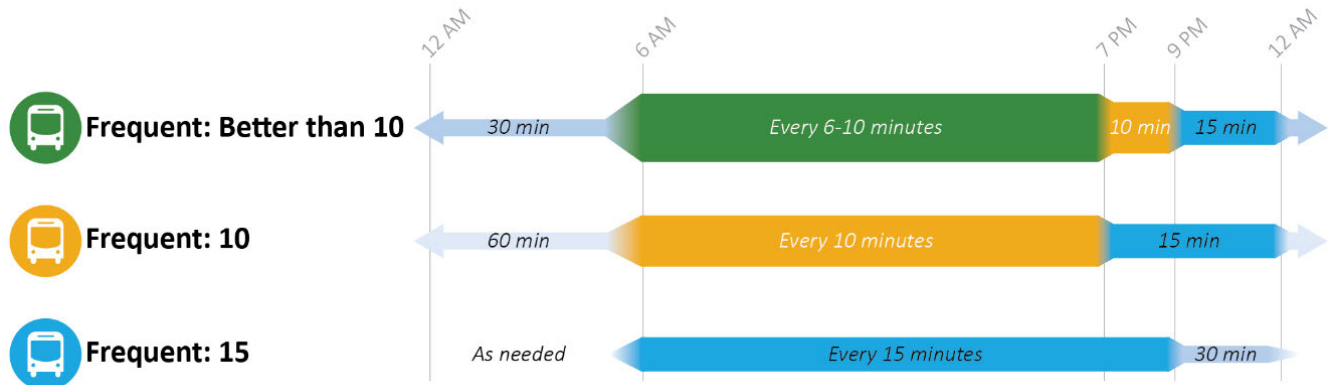 12 AM 6 AM 7 PM 9 PM 12 AM
Frequent: Better than 10 30 min Every 6-10 minutes 10 min 15 min
Frequent: 10 60 min Every 10 minutes 15 min
Frequent: 15 As needed Every 15 minutes 30 min